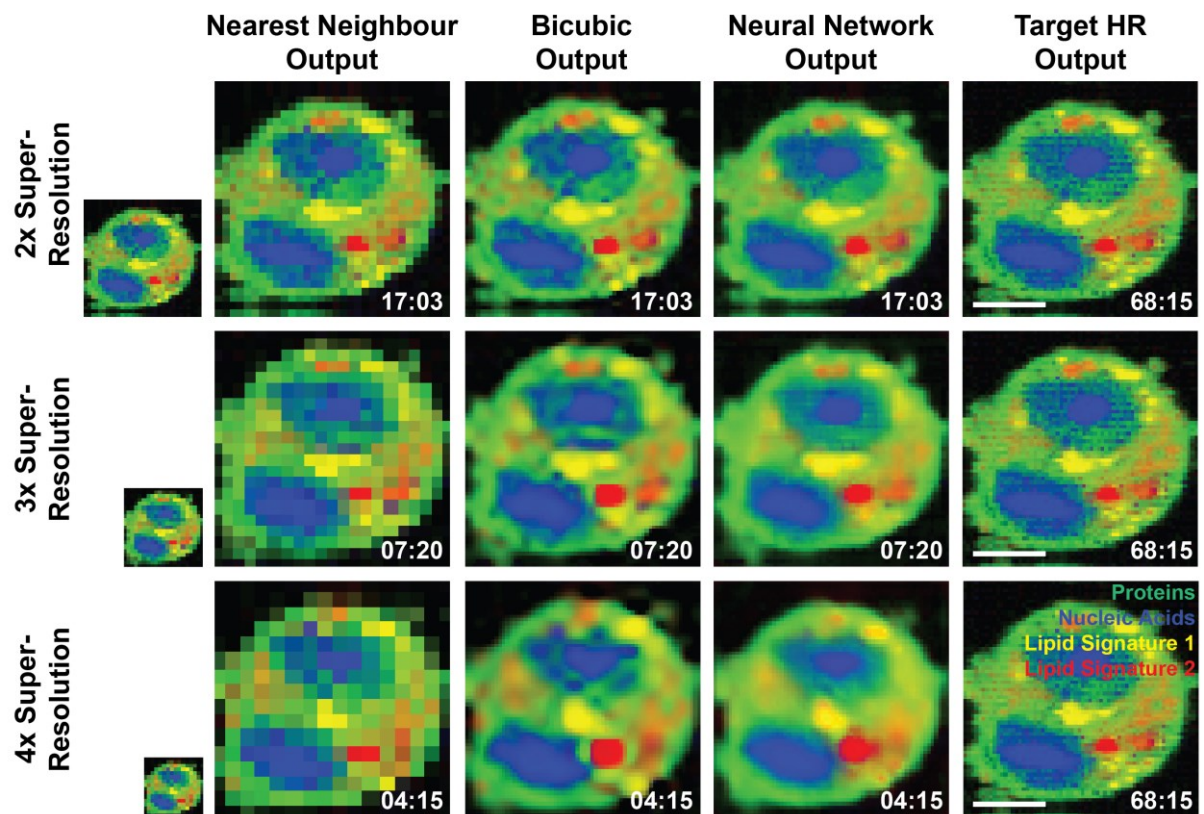 Nearest Neighbour
Output
Bicubic
Output
Neural Network
Output
Target HR
Output
2x Super-
Resolution
17:03
17:03
17:03
68:15
3x Super-
Resolution
07:20
07:20
07:20
68:15
4x Super-
Resolution
04:15
04:15
04:15
Proteins
Nucleic Acids
Lipid Signature 1
Lipid Signature 2
68:15